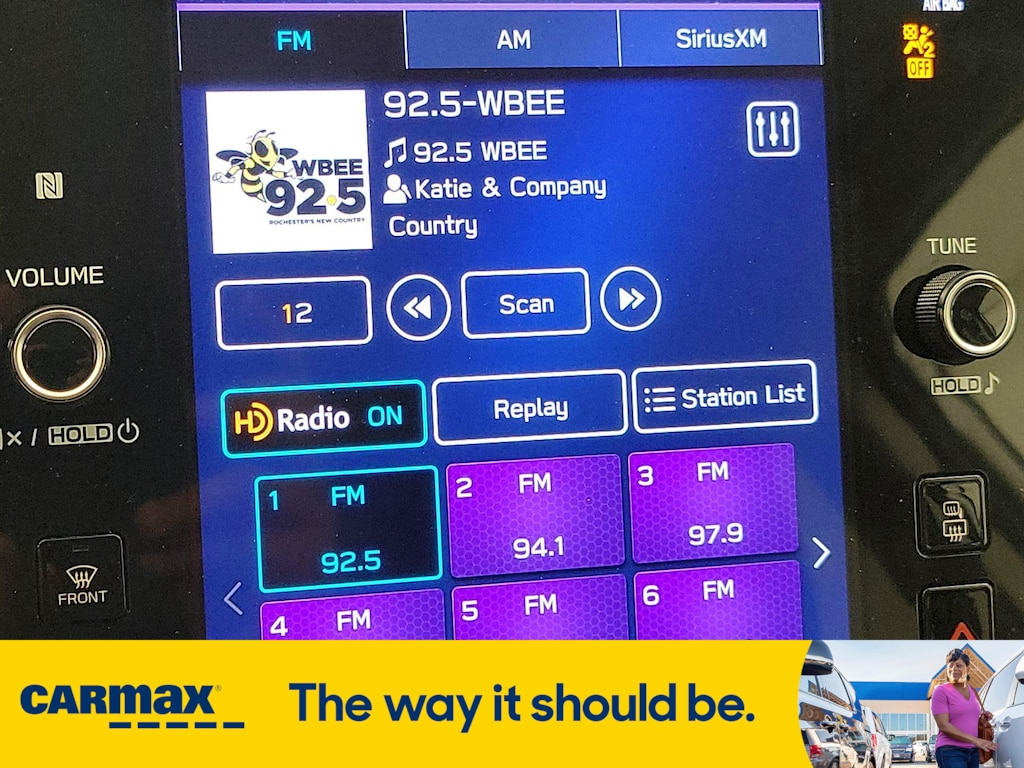 FM
AM
SiriusXM
AIR BAG
2
OFF
92.5-WBEE
92.5 WBEE
Katie & Company
Country
WBEE
92.5
ROCHESTER'S NEW COUNTRY
VOLUME
TUNE
12
Scan
HOLD
HD Radio ON
Replay
Station List
× / HOLD
1 FM
92.5
2 FM
94.1
3 FM
97.9
FRONT
4 FM
5 FM
6 FM
CARMAX®
The way it should be.